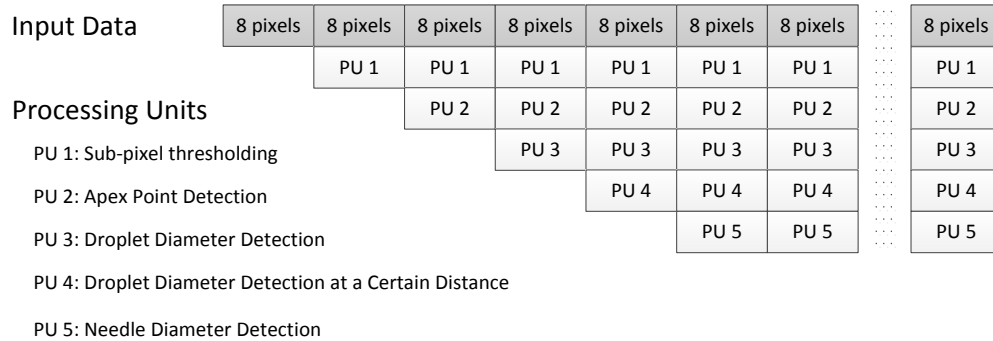 Input Data 8 pixels 8 pixels 8 pixels 8 pixels 8 pixels 8 pixels 8 pixels 8 pixels
PU 1 PU 1 PU 1 PU 1 PU 1 PU 1 PU 1
Processing Units PU 2 PU 2 PU 2 PU 2 PU 2 PU 2
PU 1: Sub-pixel thresholding PU 3 PU 3 PU 3 PU 3 PU 3
PU 2: Apex Point Detection PU 4 PU 4 PU 4 PU 4
PU 3: Droplet Diameter Detection PU 5 PU 5 PU 5
PU 4: Droplet Diameter Detection at a Certain Distance
PU 5: Needle Diameter Detection